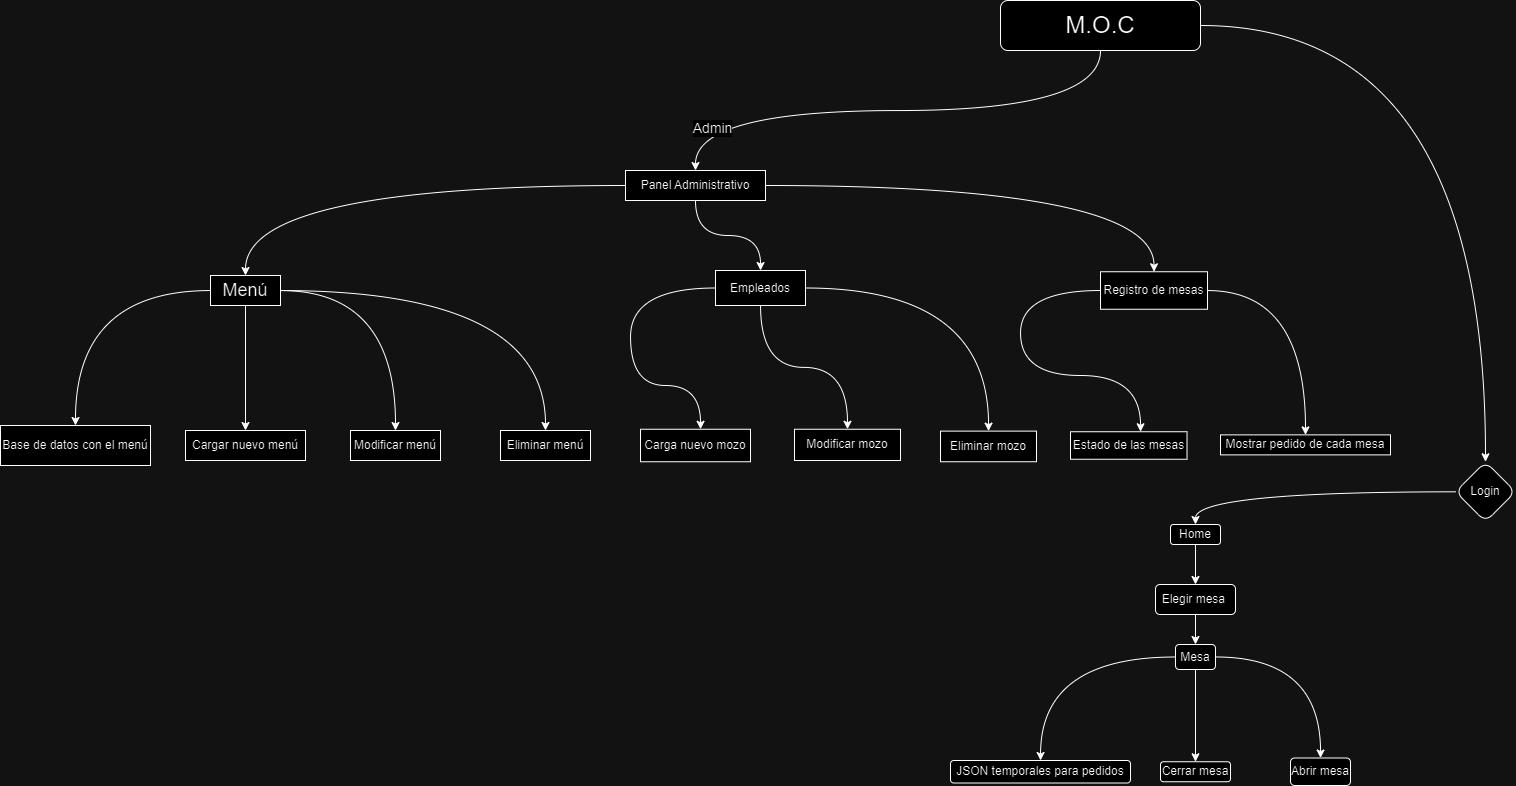 M.O.C
Admin
Panel Administrativo
Menú
Empleados
Registro de mesas
Base de datos con el menú
Cargar nuevo menú
Modificar menú
Eliminar menú
Carga nuevo mozo
Modificar mozo
Eliminar mozo
Estado de las mesas
Mostrar pedido de cada mesa
Login
Home
Elegir mesa
Mesa
JSON temporales para pedidos
Cerrar mesa
Abrir mesa